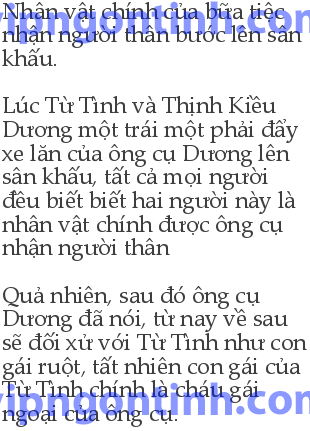 vipngontinh.com
Nhân vật chính của bữa tiệc
nhận người thân bước lên sân
khấu.
Lúc Từ Tình và Thịnh Kiều
Dương một trái một phải đẩy
xe lăn của ông cụ Dương lên
sân khấu, tất cả mọi người
đều biết biết hai người này là
nhân vật chính được ông cụ
nhận người thân
Quả nhiên, sau đó ông cụ
Dương đã nói, từ nay về sau
sẽ đối xử với Từ Tình như con
gái ruột, tất nhiên con gái của
Từ Tình chính là cháu gái
ngoại của ông cụ.
vipngontinh.com